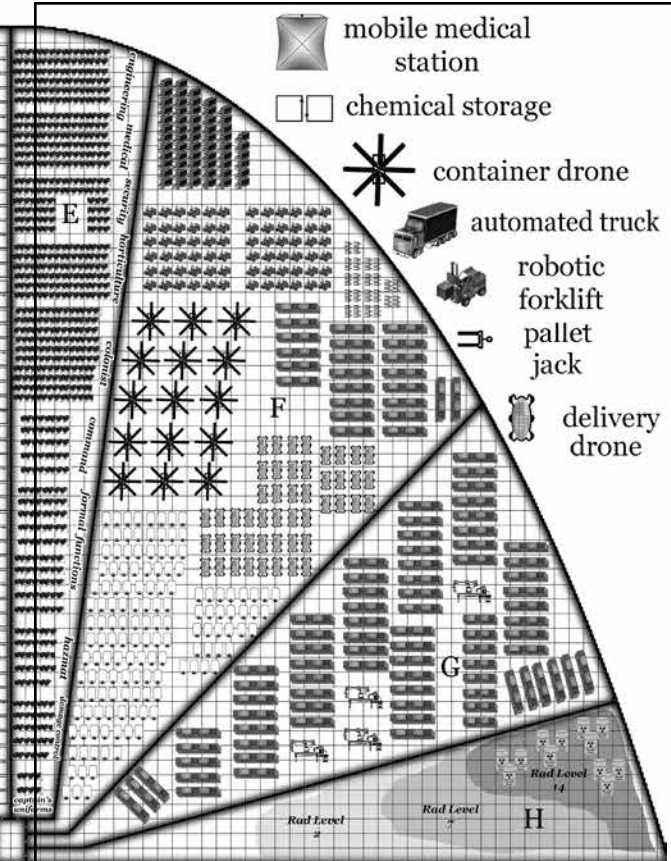 mobile medical
station
chemical storage
container drone
automated truck
robotic
forklift
pallet
jack
delivery
drone
engineering
medical
security
horticulture
colonist
command
formal functions
hazmat
damage control
captain's
uniforms
E
F
G
H
Rad Level
14
Rad Level
7
Rad Level
2